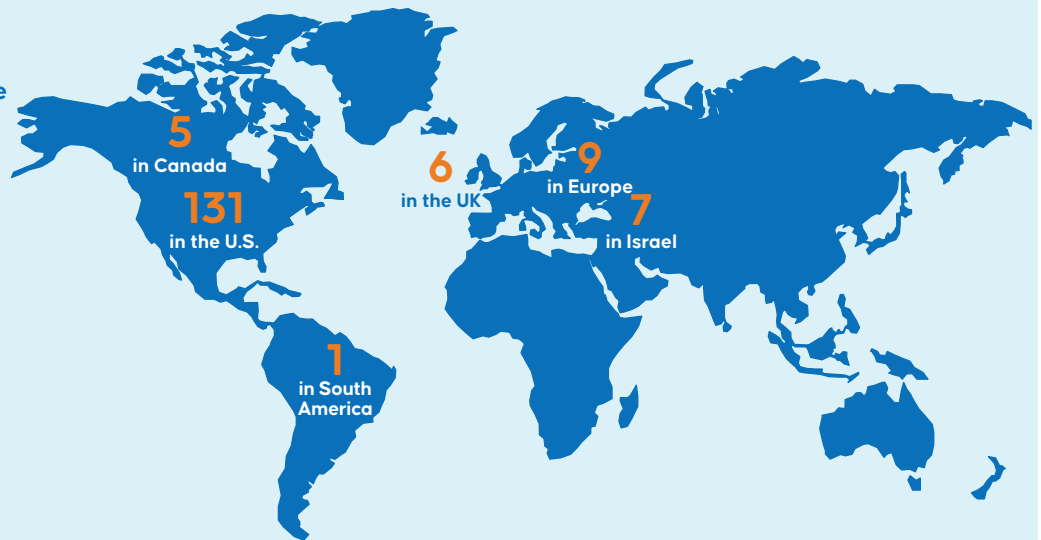 5
in Canada
131
in the U.S.
6
in the UK
9
in Europe
7
in Israel
1
in South
America